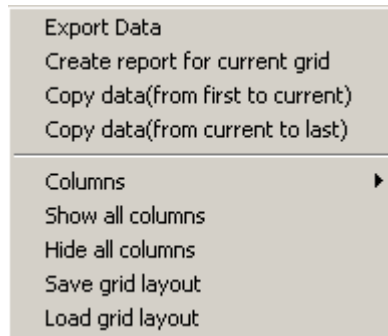 Export Data
Create report for current grid
Copy data(from first to current)
Copy data(from current to last)
Columns
Show all columns
Hide all columns
Save grid layout
Load grid layout